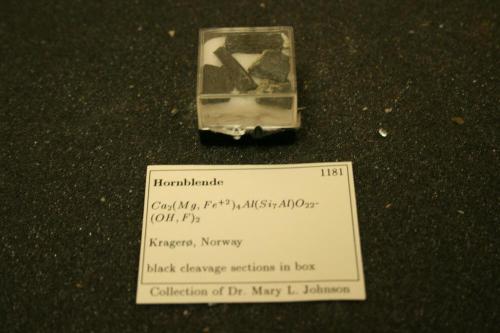 1181
Hornblende
Ca₂(Mg, Fe⁺²)₄Al(Si₇Al)O₂₂-
(OH, F)₂
Kragerø, Norway
black cleavage sections in box
Collection of Dr. Mary L. Johnson